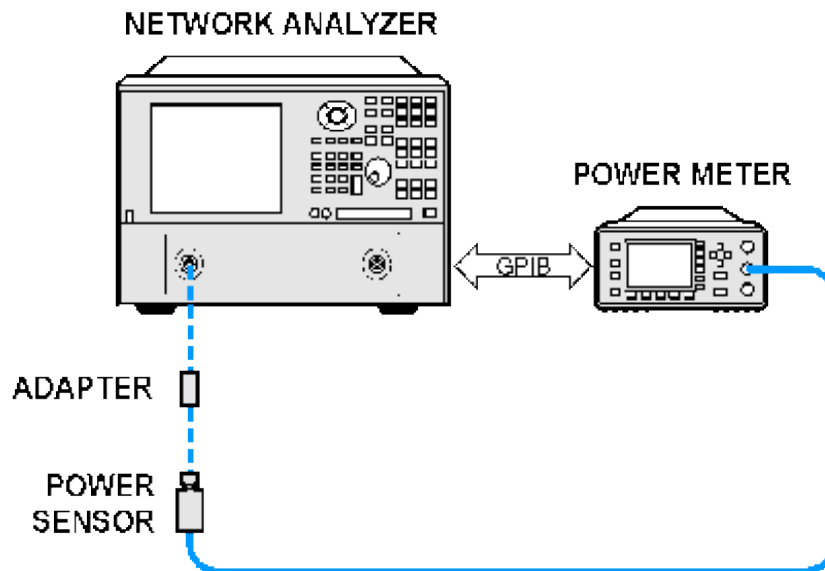 NETWORK ANALYZER
POWER METER
GPIB
ADAPTER
POWER
SENSOR